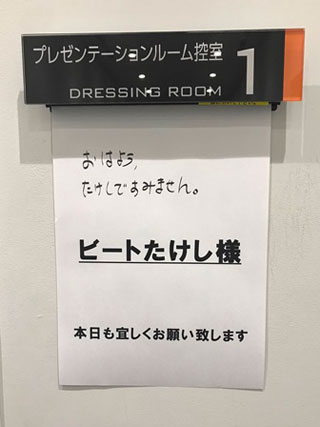 プレゼンテーションルーム控室 1
DRESSING ROOM
おはよう、
たけしですみません。
ビートたけし様
本日も宜しくお願い致します